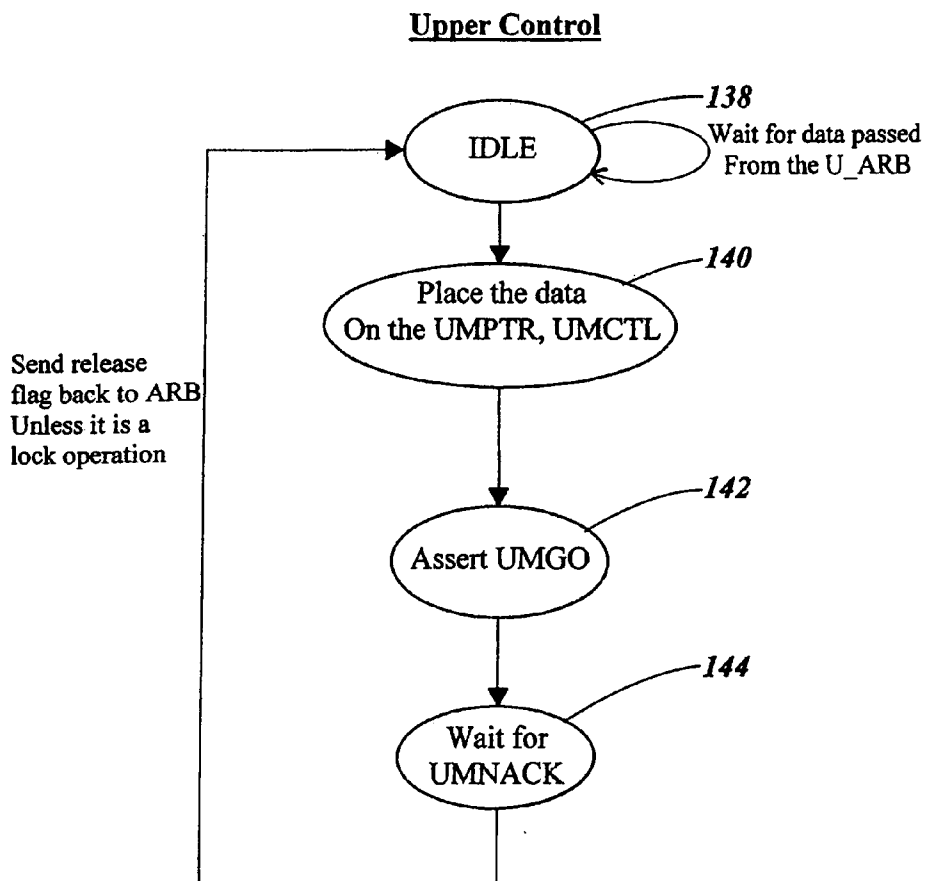 Upper Control
138
IDLE
Wait for data passed
From the U_ARB
140
Place the data
On the UMPTR, UMCTL
Send release
flag back to ARB
Unless it is a
lock operation
142
Assert UMGO
144
Wait for
UMNACK